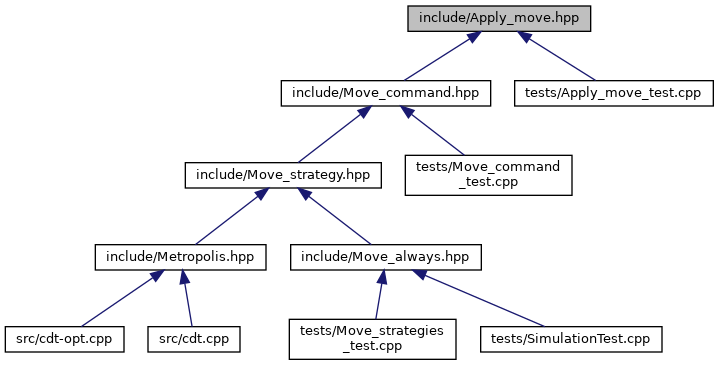 include/Apply_move.hpp
include/Move_command.hpp
tests/Apply_move_test.cpp
include/Move_strategy.hpp
tests/Move_command
_test.cpp
include/Metropolis.hpp
include/Move_always.hpp
src/cdt-opt.cpp
src/cdt.cpp
tests/Move_strategies
_test.cpp
tests/SimulationTest.cpp